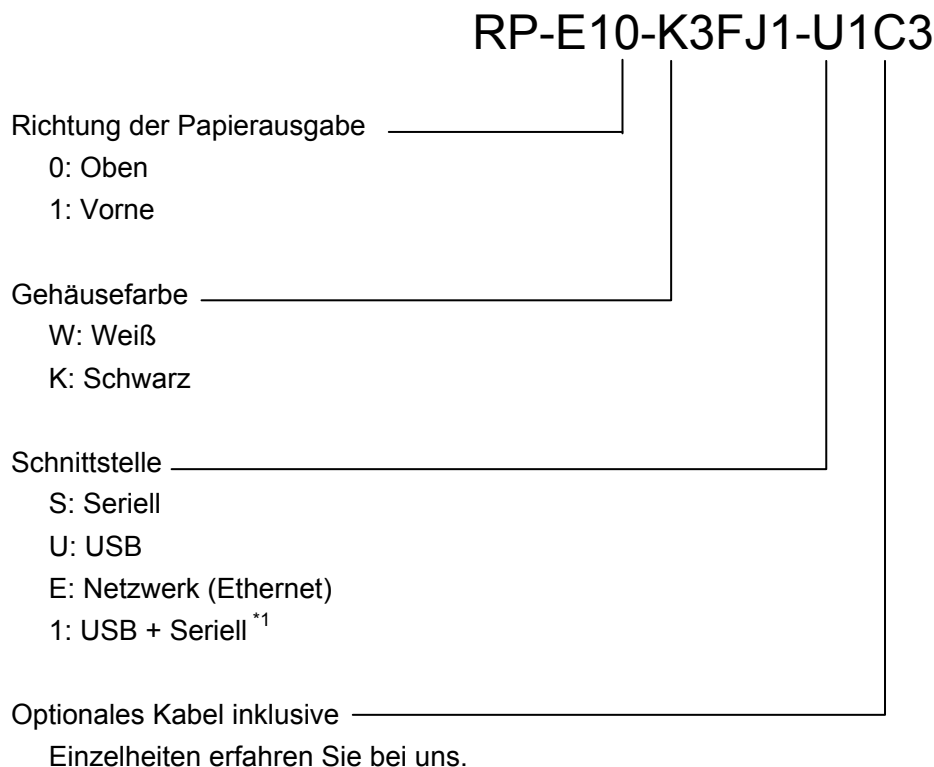 RP-E10-K3FJ1-U1C3
Richtung der Papierausgabe
0: Oben
1: Vorne
Gehäusefarbe
W: Weiß
K: Schwarz
Schnittstelle
S: Seriell
U: USB
E: Netzwerk (Ethernet)
1: USB + Seriell *1
Optionales Kabel inklusive
Einzelheiten erfahren Sie bei uns.